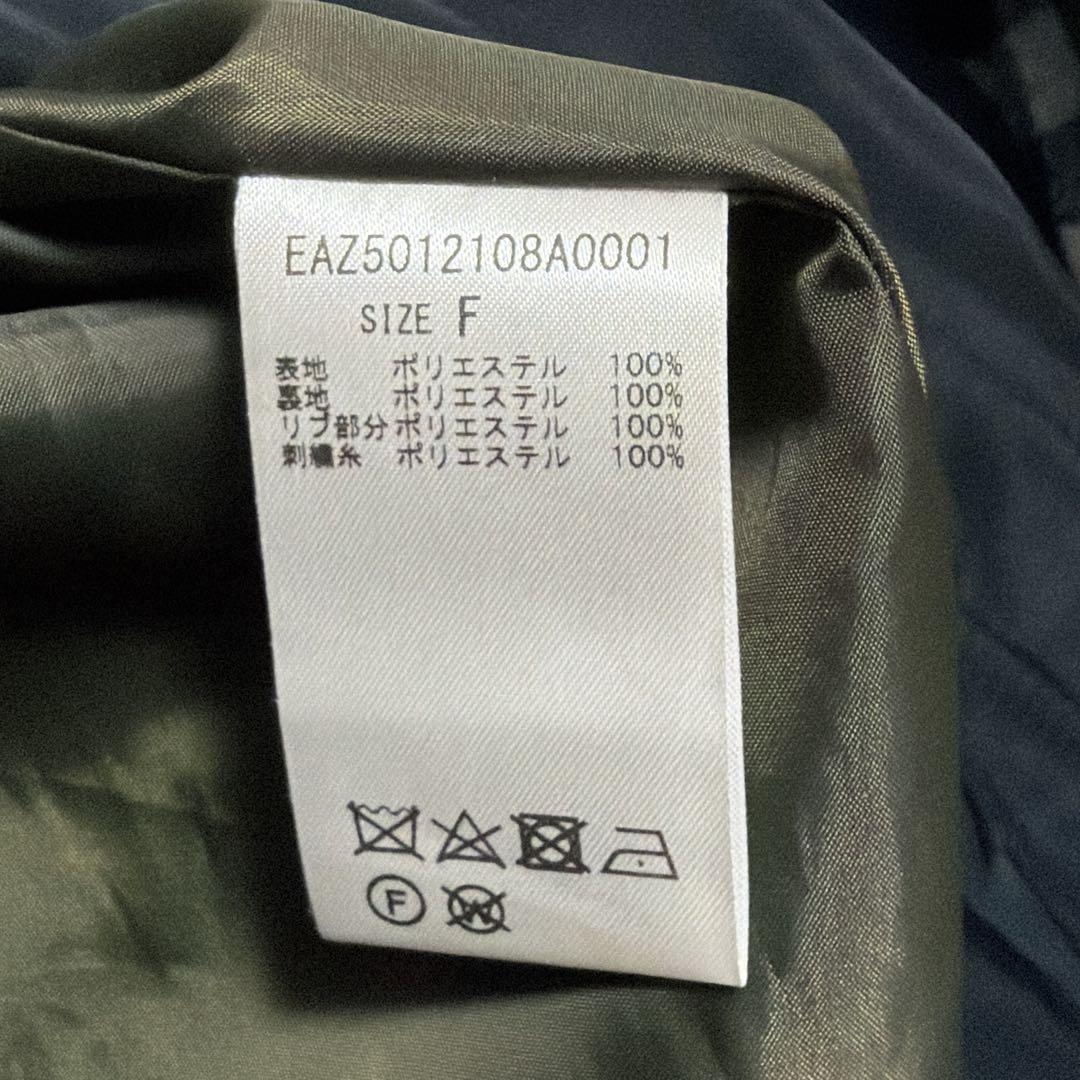 EAZ5012108A0001
SIZE F
表地 ポリエステル 100%
裏地 ポリエステル 100%
リブ部分 ポリエステル 100%
刺繍糸 ポリエステル 100%
F W